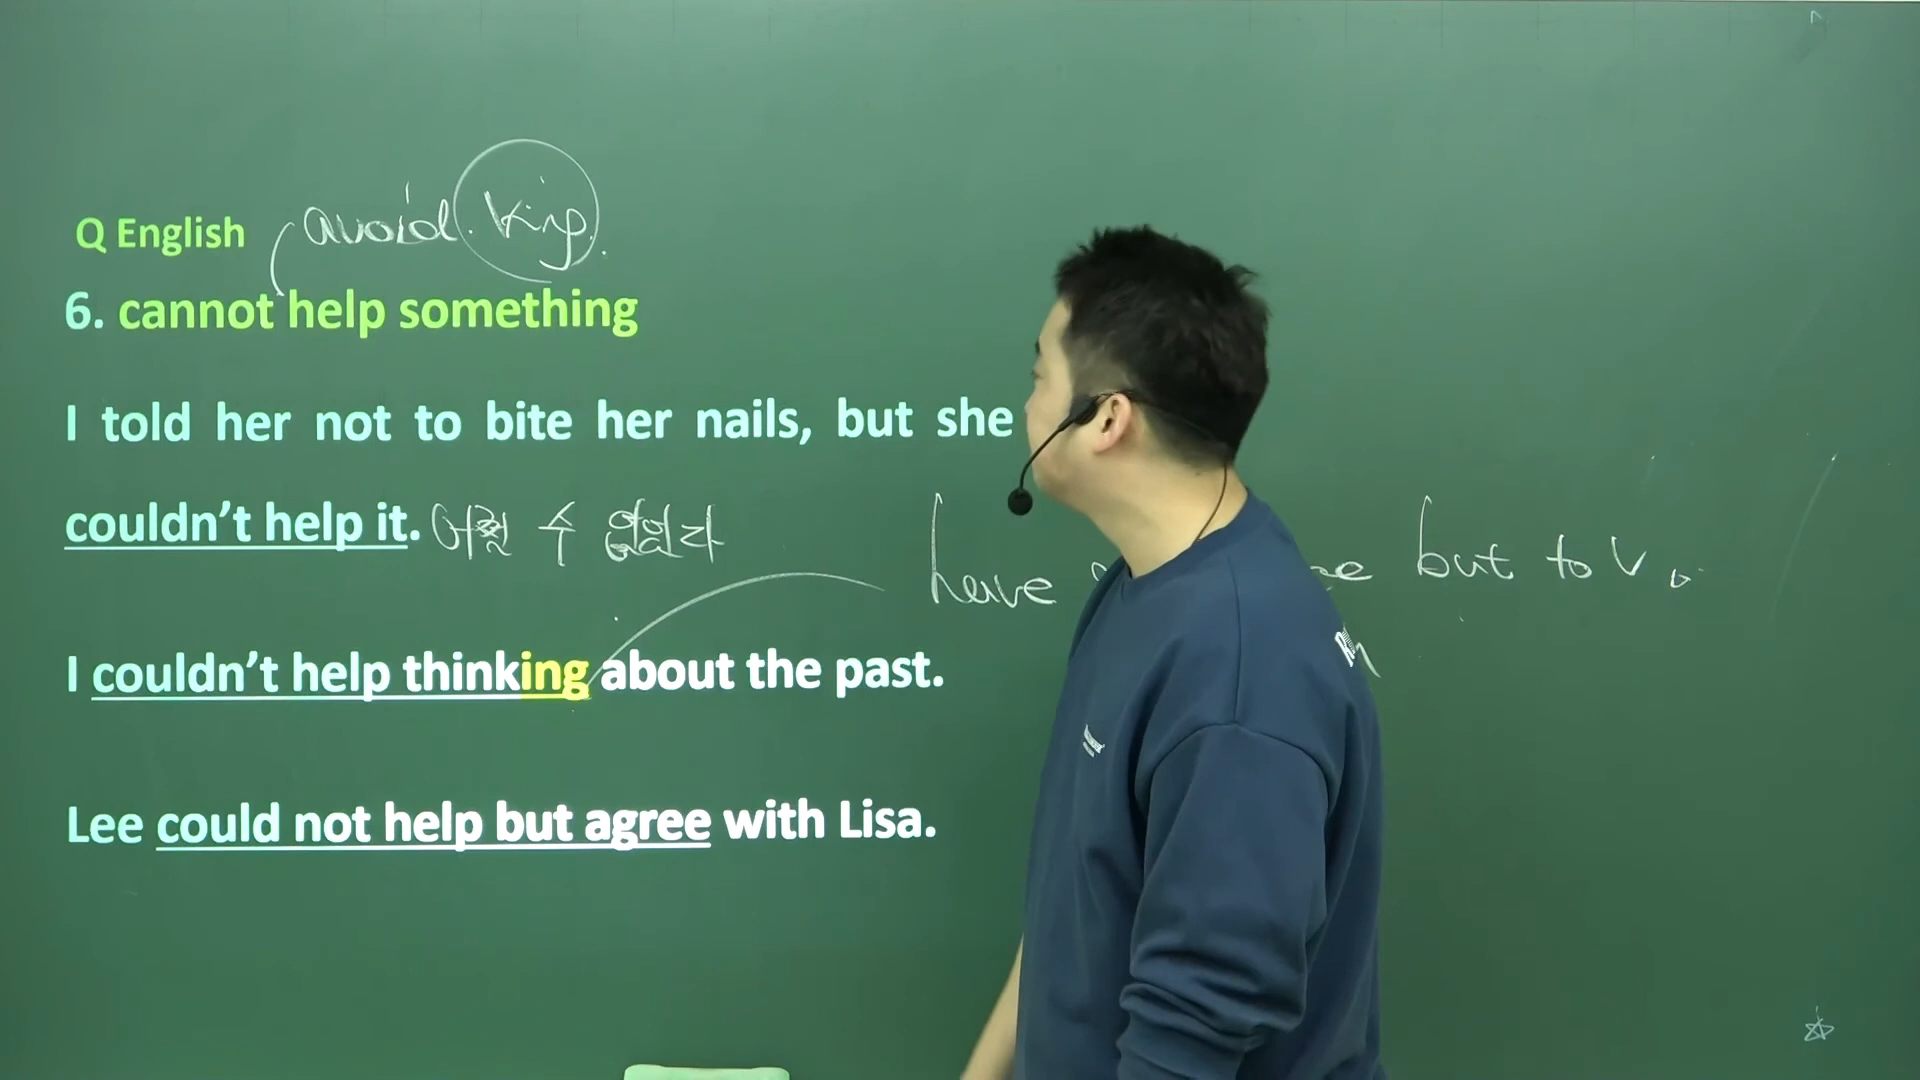 avoid. Ving.
Q English
6. cannot help something
I told her not to bite her nails, but she
couldn't help it. 어쩔 수 없었다
have but to V.
I couldn't help thinking about the past.
Lee could not help but agree with Lisa.